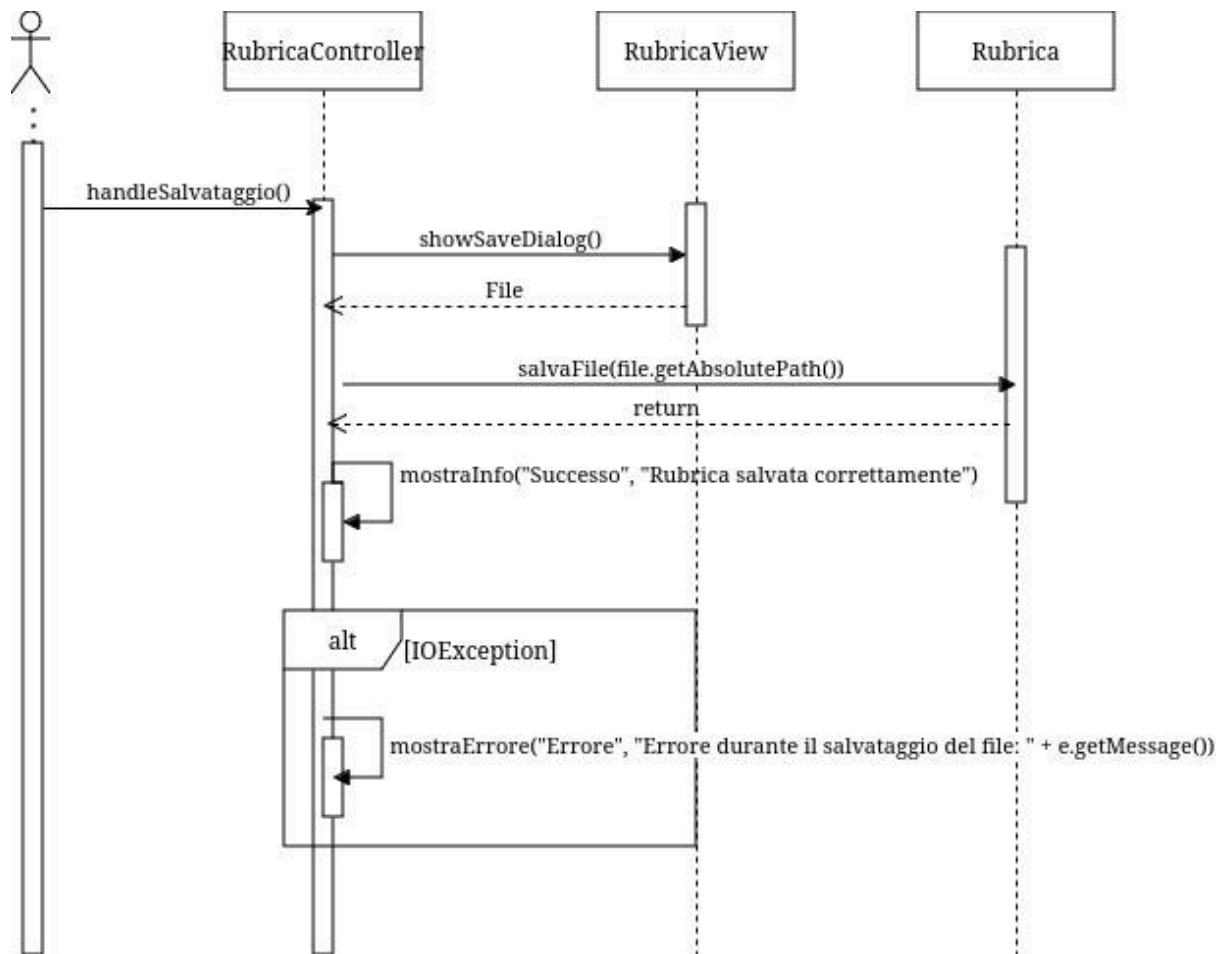 RubricaController
RubricaView
Rubrica
handleSalvataggio()
showSaveDialog()
File
salvaFile(file.getAbsolutePath())
return
mostraInfo("Successo", "Rubrica salvata correttamente")
alt
[IOException]
mostraErrore("Errore", "Errore durante il salvataggio del file: " + e.getMessage())